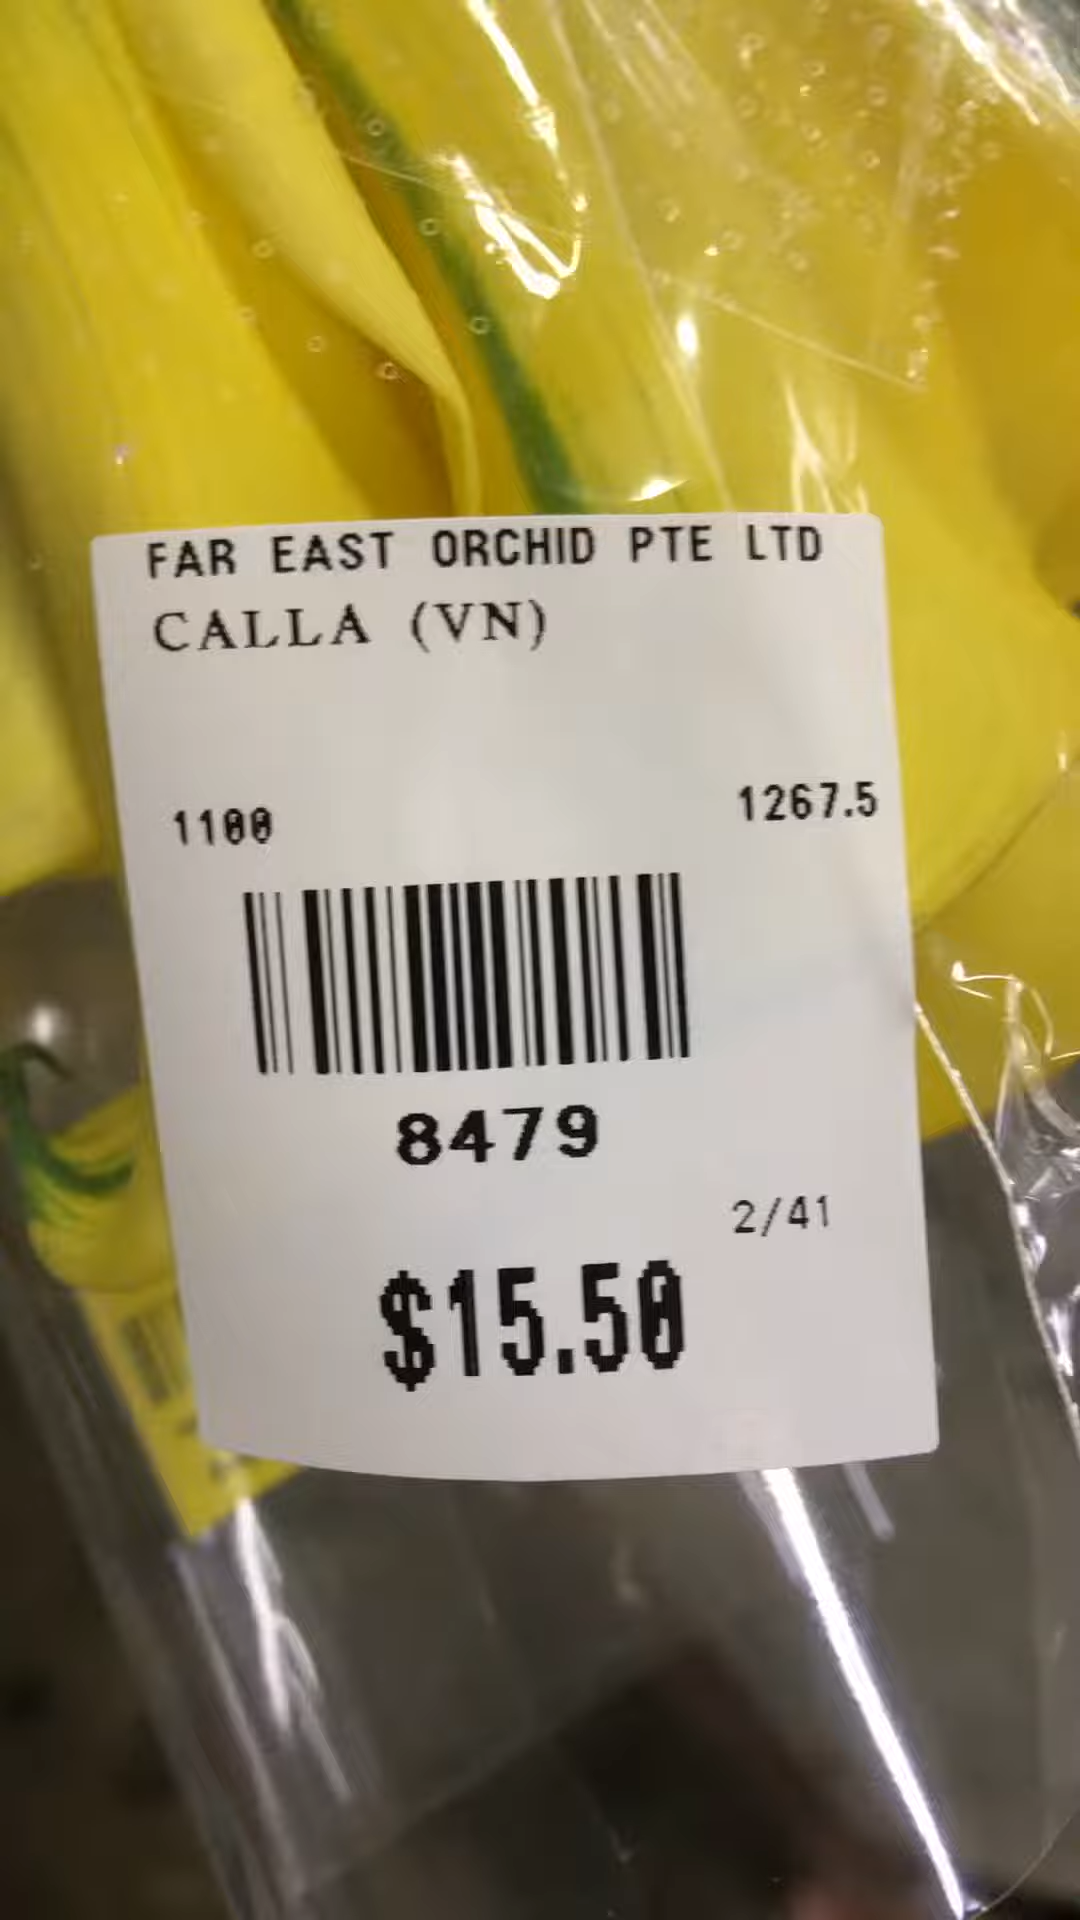 FAR EAST ORCHID PTE LTD
CALLA (VN)
1100 1267.5
8479
2/41
$15.50